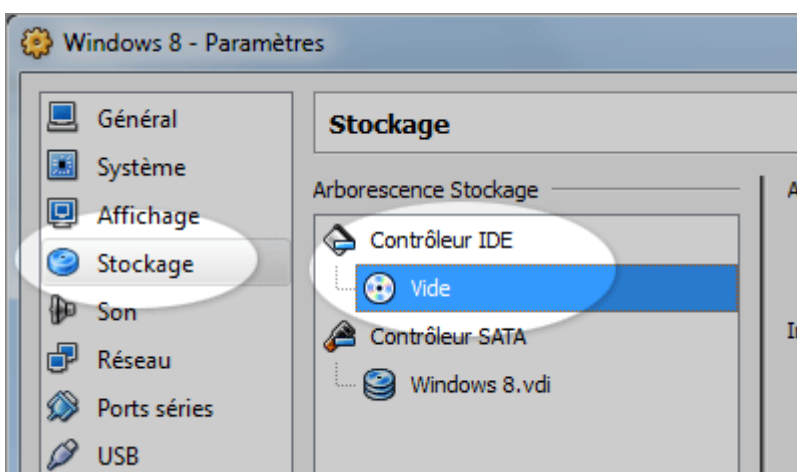 Windows 8 - Paramètres
Général
Système
Affichage
Stockage
Son
Réseau
Ports séries
USB
Stockage
Arborescence Stockage
Contrôleur IDE
Vide
Contrôleur SATA
Windows 8.vdi